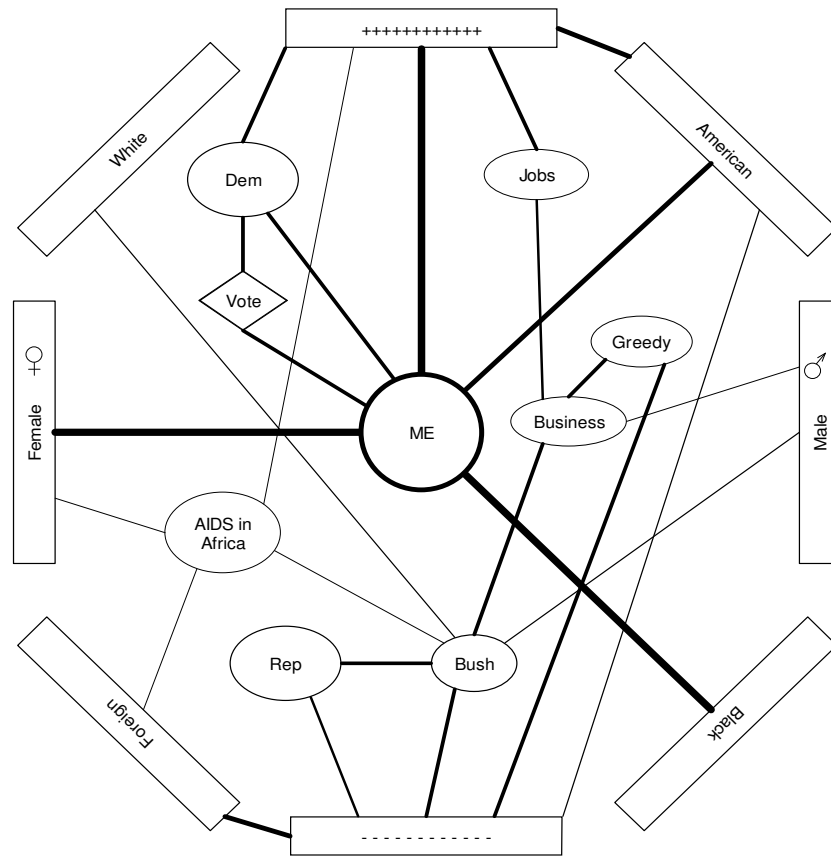 ++++++++++++
White
American
Dem
Jobs
Vote
Greedy
♀
Female
♂
Male
Business
ME
AIDS in
Africa
Rep
Bush
Foreign
Black
- - - - - - - - - - - -